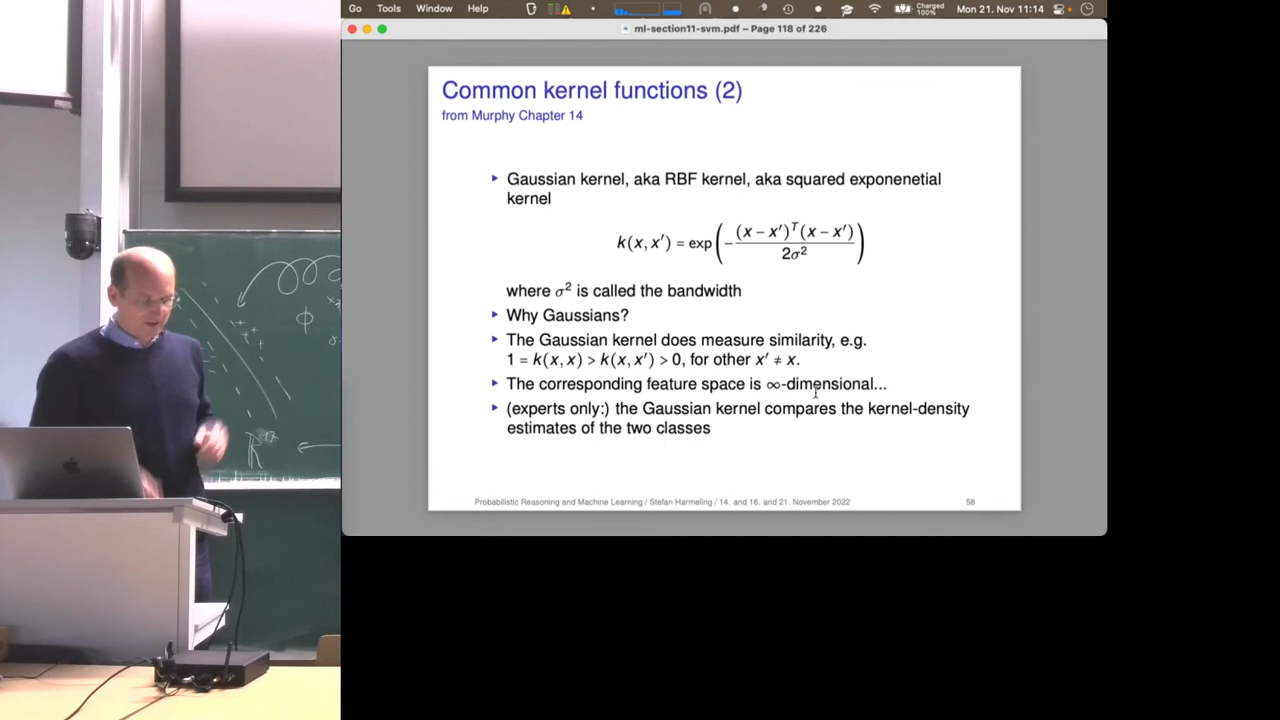 Go Tools Window Help Charged 100% Mon 21. Nov 11:14
ml-section11-svm.pdf – Page 118 of 226
Common kernel functions (2)
from Murphy Chapter 14
Gaussian kernel, aka RBF kernel, aka squared exponenetial
kernel
k(x, x′) = exp(−(x − x′)ᵀ(x − x′) / 2σ²)
where σ² is called the bandwidth
Why Gaussians?
The Gaussian kernel does measure similarity, e.g.
1 = k(x, x) > k(x, x′) > 0, for other x′ ≠ x.
The corresponding feature space is ∞-dimensional...
(experts only:) the Gaussian kernel compares the kernel-density
estimates of the two classes
Probabilistic Reasoning and Machine Learning / Stefan Harmeling / 14. and 16. and 21. November 2022 58
ϕ